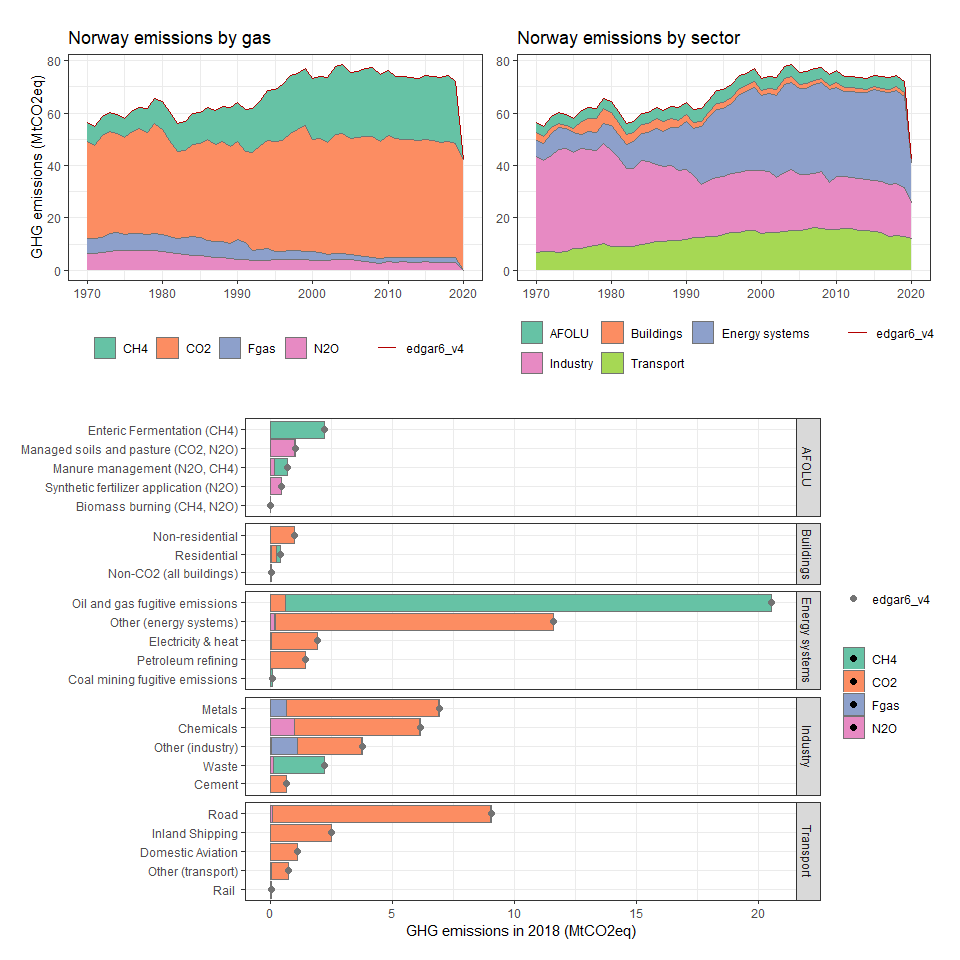 Norway emissions by gas
GHG emissions (MtCO2eq)
80
60
40
20
0
1970 1980 1990 2000 2010 2020
CH4 CO2 Fgas N2O edgar6_v4
Norway emissions by sector
80
60
40
20
0
1970 1980 1990 2000 2010 2020
AFOLU Buildings Energy systems edgar6_v4
Industry Transport
Enteric Fermentation (CH4)
Managed soils and pasture (CO2, N2O)
Manure management (N2O, CH4)
Synthetic fertilizer application (N2O)
Biomass burning (CH4, N2O)
AFOLU
Non-residential
Residential
Non-CO2 (all buildings)
Buildings
Oil and gas fugitive emissions
Other (energy systems)
Electricity & heat
Petroleum refining
Coal mining fugitive emissions
Energy systems
Metals
Chemicals
Other (industry)
Waste
Cement
Industry
Road
Inland Shipping
Domestic Aviation
Other (transport)
Rail
Transport
0 5 10 15 20
GHG emissions in 2018 (MtCO2eq)
edgar6_v4
CH4
CO2
Fgas
N2O